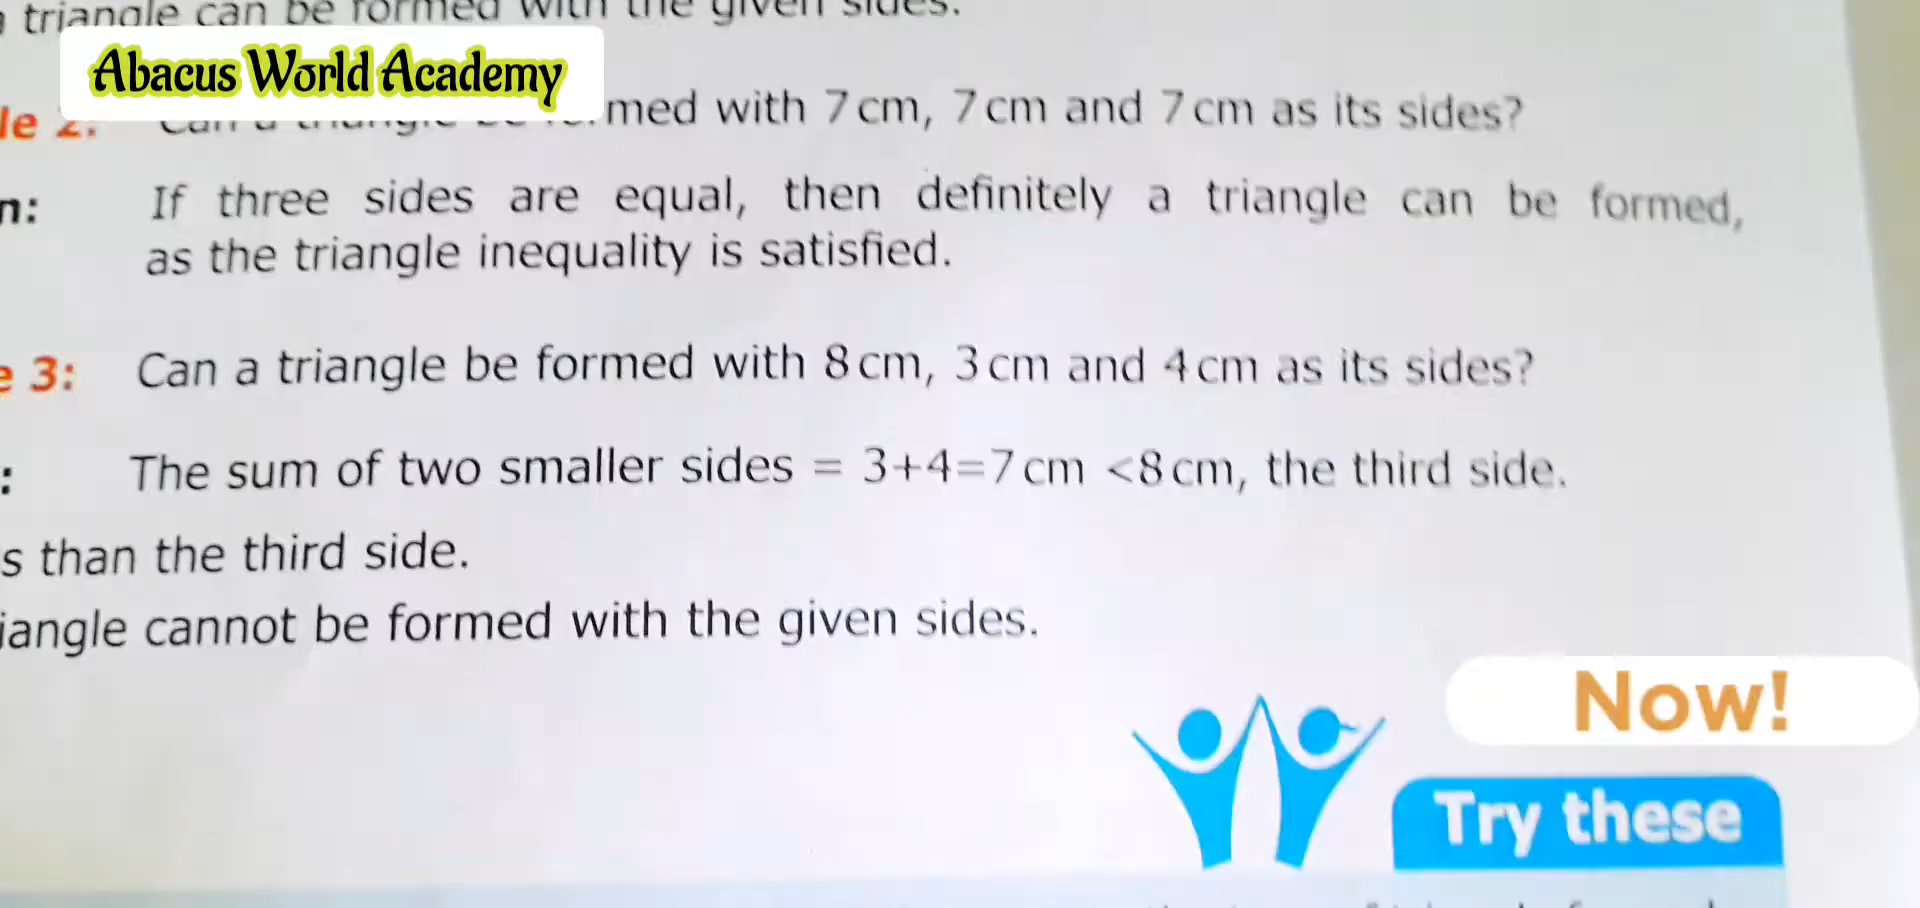 triangle can be formed with the given sides.
Abacus World Academy
le 2: Can a triangle be formed with 7 cm, 7 cm and 7 cm as its sides?
n: If three sides are equal, then definitely a triangle can be formed,
as the triangle inequality is satisfied.
e 3: Can a triangle be formed with 8 cm, 3 cm and 4 cm as its sides?
: The sum of two smaller sides = 3+4=7 cm <8 cm, the third side.
s than the third side.
iangle cannot be formed with the given sides.
Now!
Try these